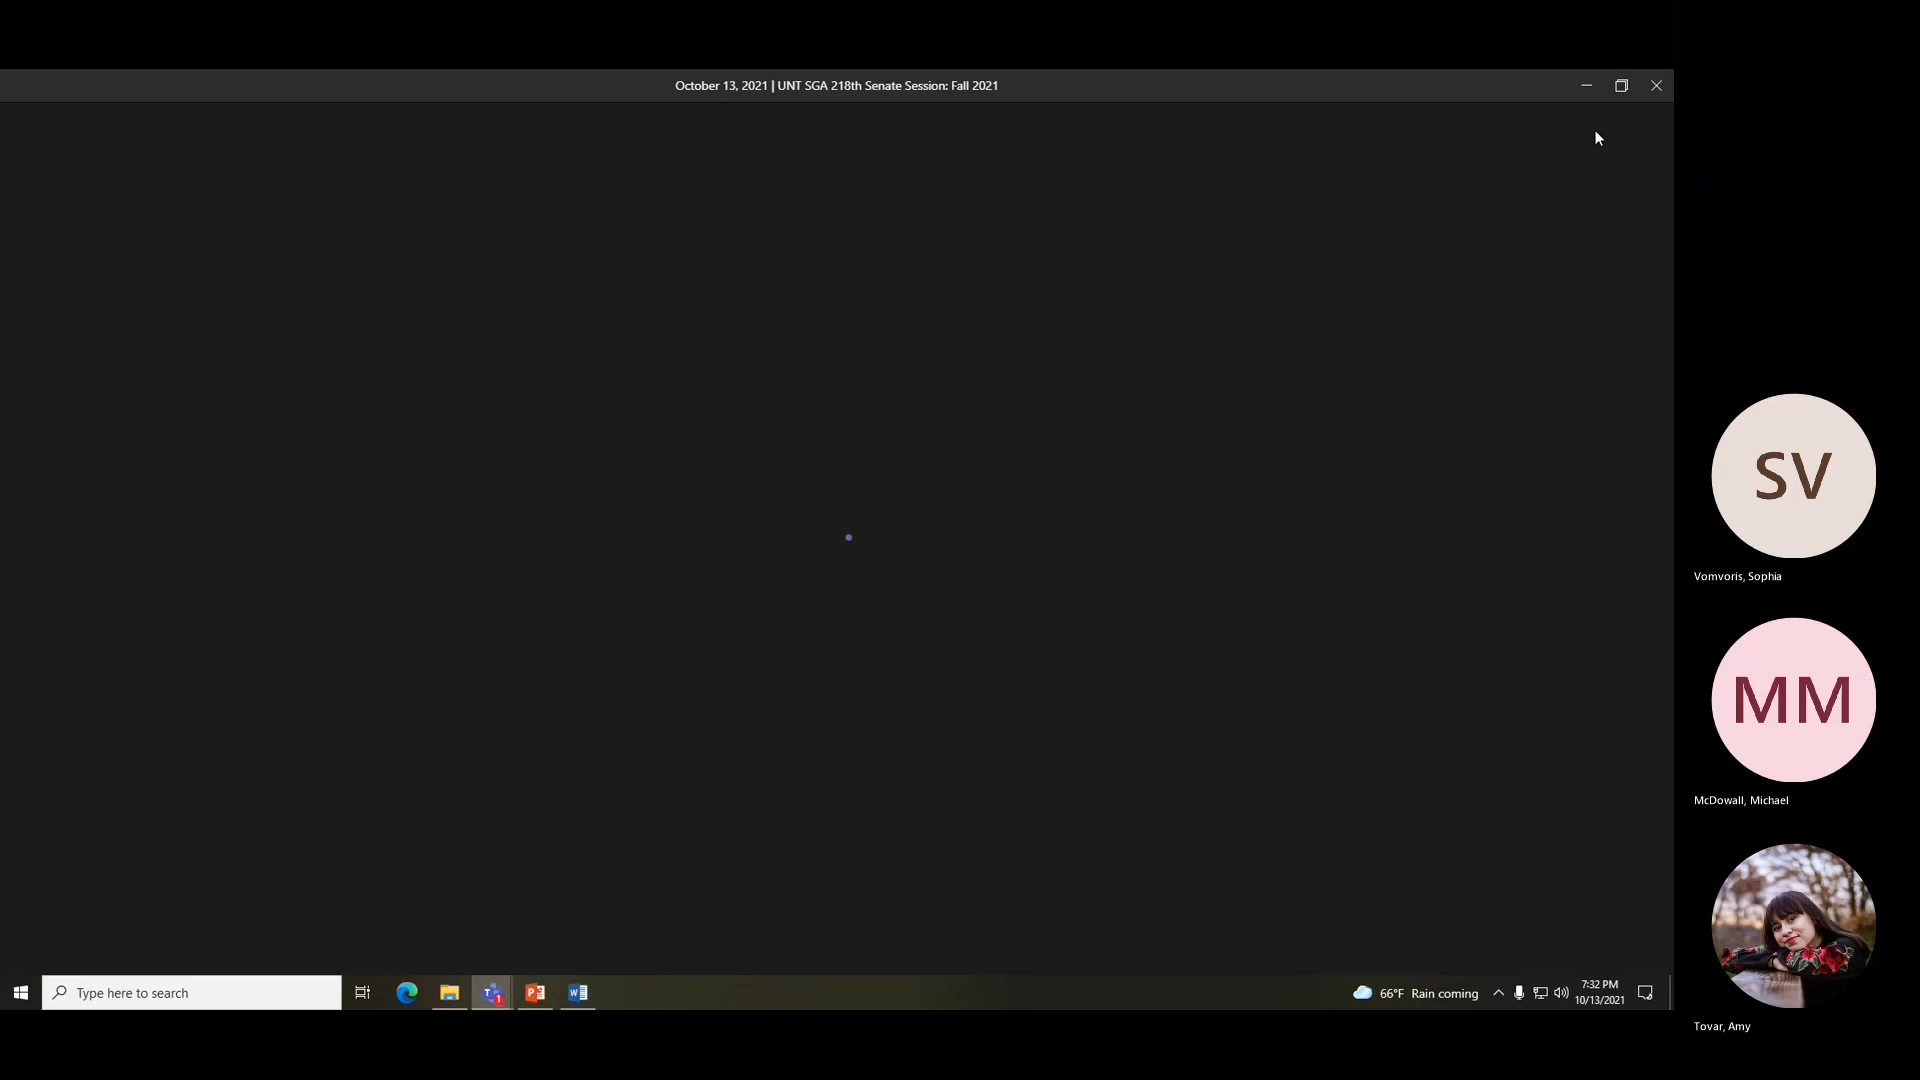 October 13, 2021 | UNT SGA 218th Senate Session: Fall 2021
SV
Vomvoris, Sophia
MM
McDowall, Michael
Tovar, Amy
Type here to search
T
1
P
W
66°F Rain coming
7:32 PM
10/13/2021